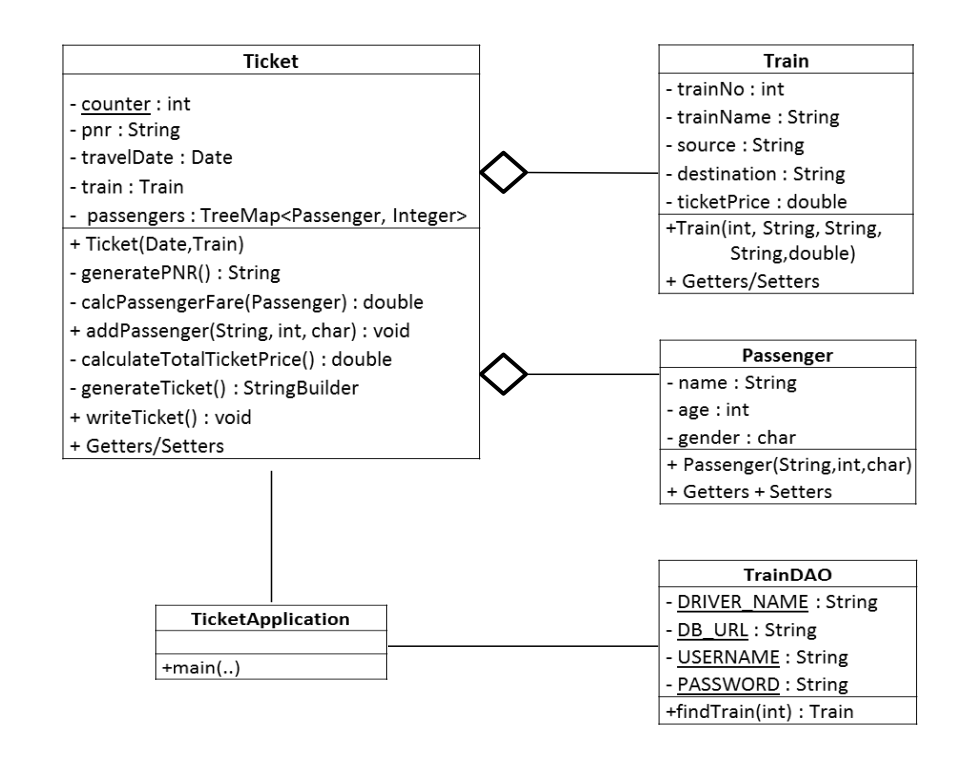 Ticket
- counter : int
- pnr : String
- travelDate : Date
- train : Train
- passengers : TreeMap<Passenger, Integer>
+ Ticket(Date,Train)
- generatePNR() : String
- calcPassengerFare(Passenger) : double
+ addPassenger(String, int, char) : void
- calculateTotalTicketPrice() : double
- generateTicket() : StringBuilder
+ writeTicket() : void
+ Getters/Setters
Train
- trainNo : int
- trainName : String
- source : String
- destination : String
- ticketPrice : double
+Train(int, String, String,
String,double)
+ Getters/Setters
Passenger
- name : String
- age : int
- gender : char
+ Passenger(String,int,char)
+ Getters + Setters
TicketApplication
+main(..)
TrainDAO
- DRIVER_NAME : String
- DB_URL : String
- USERNAME : String
- PASSWORD : String
+findTrain(int) : Train